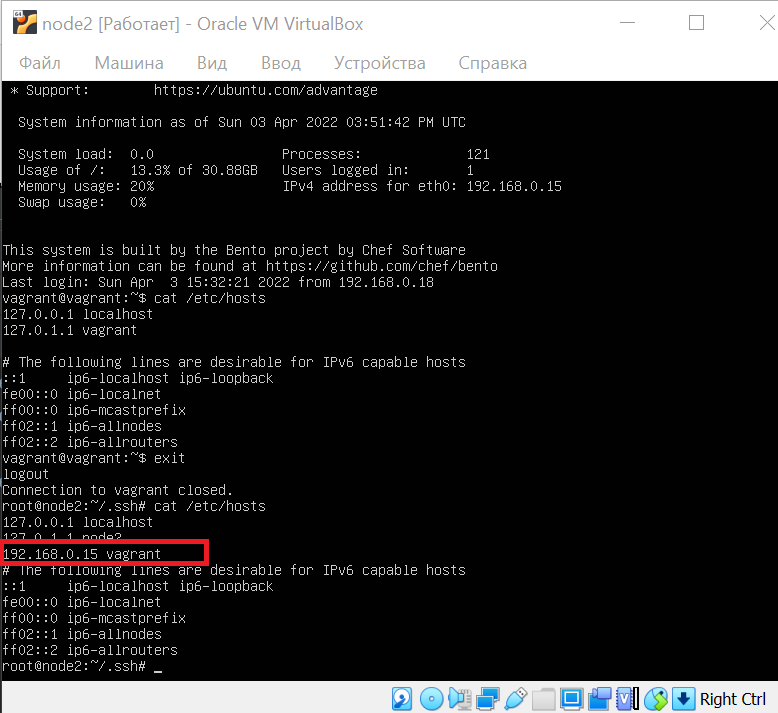 node2 [Работает] - Oracle VM VirtualBox
Файл Машина Вид Ввод Устройства Справка
* Support: https://ubuntu.com/advantage
System information as of Sun 03 Apr 2022 03:51:42 PM UTC
System load: 0.0 Processes: 121
Usage of /: 13.3% of 30.88GB Users logged in: 1
Memory usage: 20% IPv4 address for eth0: 192.168.0.15
Swap usage: 0%
This system is built by the Bento project by Chef Software
More information can be found at https://github.com/chef/bento
Last login: Sun Apr  3 15:32:21 2022 from 192.168.0.18
vagrant@vagrant:~$ cat /etc/hosts
127.0.0.1 localhost
127.0.1.1 vagrant
# The following lines are desirable for IPv6 capable hosts
::1     ip6-localhost ip6-loopback
fe00::0 ip6-localnet
ff00::0 ip6-mcastprefix
ff02::1 ip6-allnodes
ff02::2 ip6-allrouters
vagrant@vagrant:~$ exit
logout
Connection to vagrant closed.
root@node2:~/.ssh# cat /etc/hosts
127.0.0.1 localhost
127.0.1.1 node2
192.168.0.15 vagrant
# The following lines are desirable for IPv6 capable hosts
::1     ip6-localhost ip6-loopback
fe00::0 ip6-localnet
ff00::0 ip6-mcastprefix
ff02::1 ip6-allnodes
ff02::2 ip6-allrouters
root@node2:~/.ssh# _
Right Ctrl